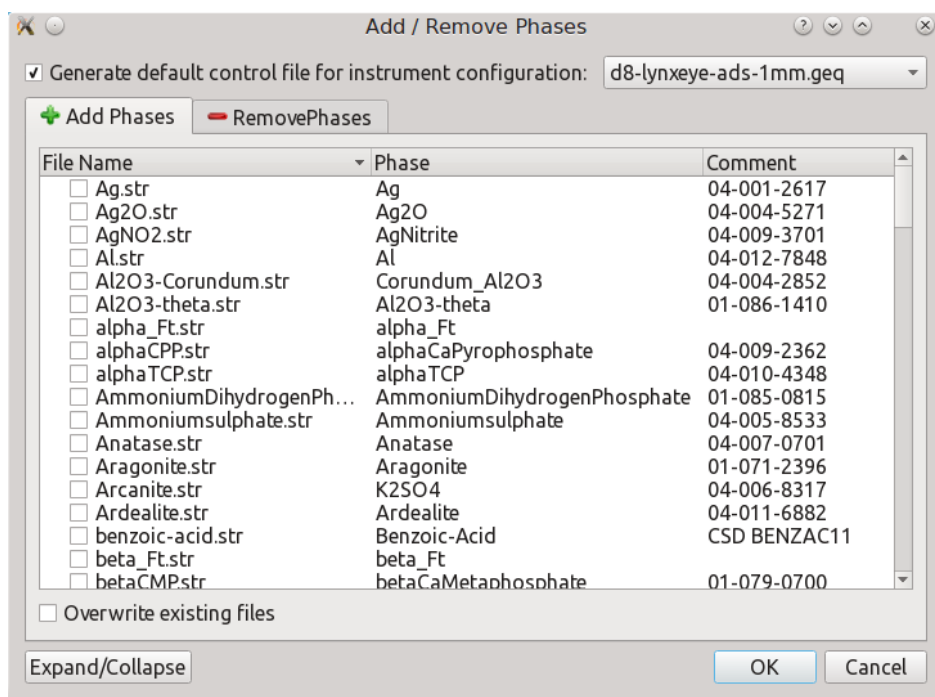 Add / Remove Phases
Generate default control file for instrument configuration: d8-lynxeye-ads-1mm.geq
Add Phases RemovePhases
File Name Phase Comment
Ag.str Ag 04-001-2617
Ag2O.str Ag2O 04-004-5271
AgNO2.str AgNitrite 04-009-3701
Al.str Al 04-012-7848
Al2O3-Corundum.str Corundum_Al2O3 04-004-2852
Al2O3-theta.str Al2O3-theta 01-086-1410
alpha_Ft.str alpha_Ft
alphaCPP.str alphaCaPyrophosphate 04-009-2362
alphaTCP.str alphaTCP 04-010-4348
AmmoniumDihydrogenPh... AmmoniumDihydrogenPhosphate 01-085-0815
Ammoniumsulphate.str Ammoniumsulphate 04-005-8533
Anatase.str Anatase 04-007-0701
Aragonite.str Aragonite 01-071-2396
Arcanite.str K2SO4 04-006-8317
Ardealite.str Ardealite 04-011-6882
benzoic-acid.str Benzoic-Acid CSD BENZAC11
beta_Ft.str beta_Ft
betaCMP.str betaCaMetaphosphate 01-079-0700
Overwrite existing files
Expand/Collapse OK Cancel